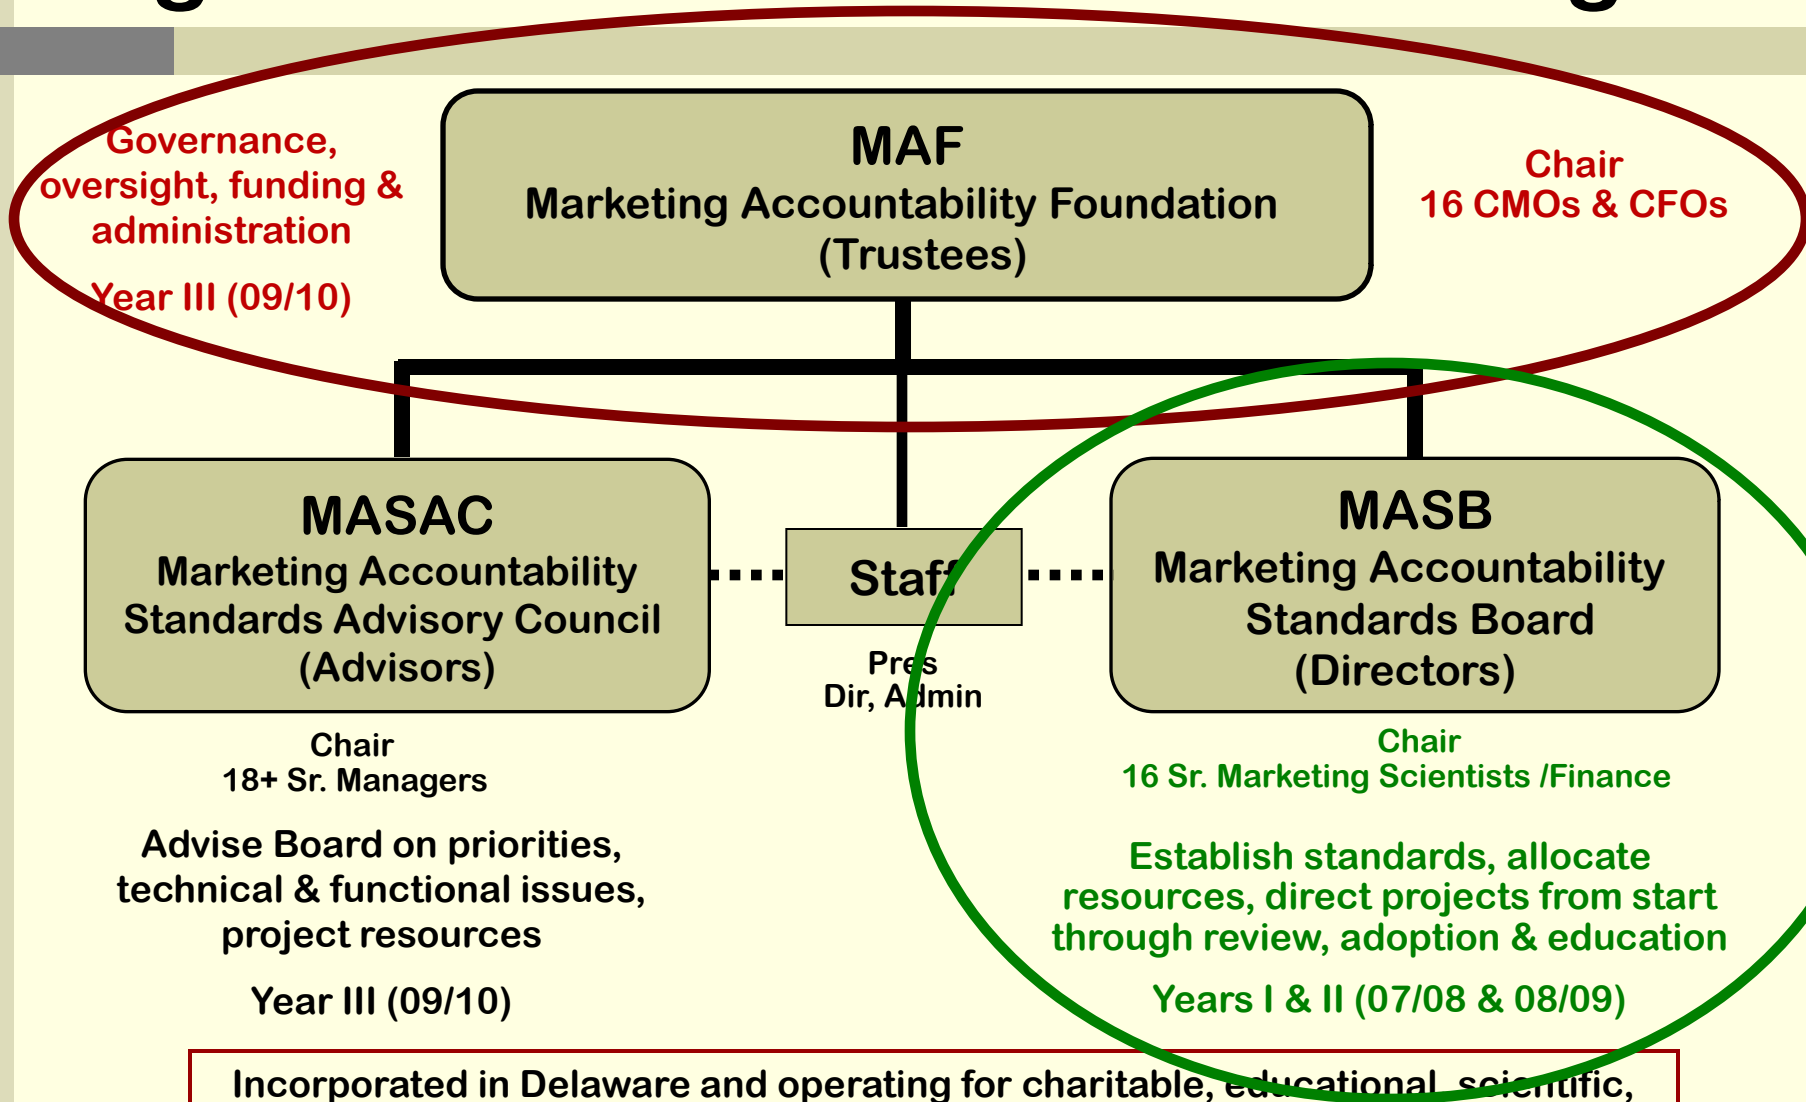 Governance,
oversight, funding &
administration
Year III (09/10)
MAF
Marketing Accountability Foundation
(Trustees)
Chair
16 CMOs & CFOs
MASAC
Marketing Accountability
Standards Advisory Council
(Advisors)
Staff
Pres
Dir, Admin
MASB
Marketing Accountability
Standards Board
(Directors)
Chair
18+ Sr. Managers
Advise Board on priorities,
technical & functional issues,
project resources
Year III (09/10)
Chair
16 Sr. Marketing Scientists /Finance
Establish standards, allocate
resources, direct projects from start
through review, adoption & education
Years I & II (07/08 & 08/09)
Incorporated in Delaware and operating for charitable, educational, scientific,